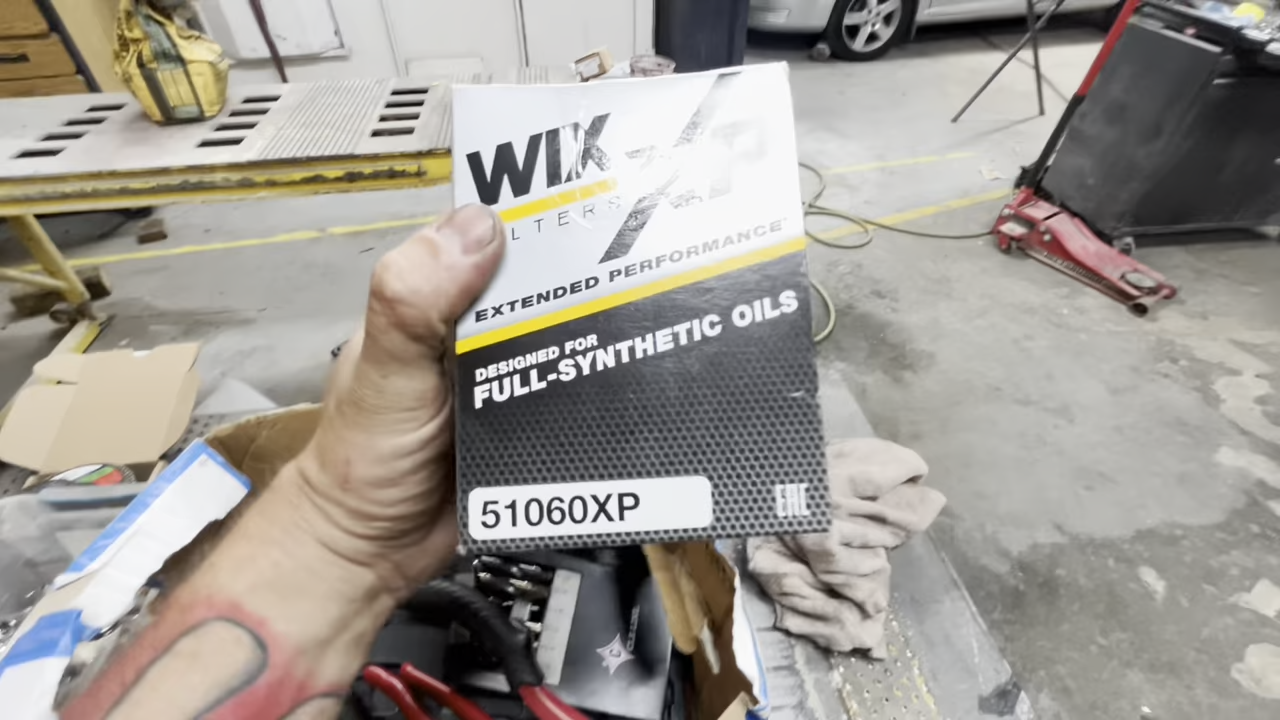 WIX XP
FILTERS
EXTENDED PERFORMANCE
DESIGNED FOR
FULL-SYNTHETIC OILS
51060XP
EAC